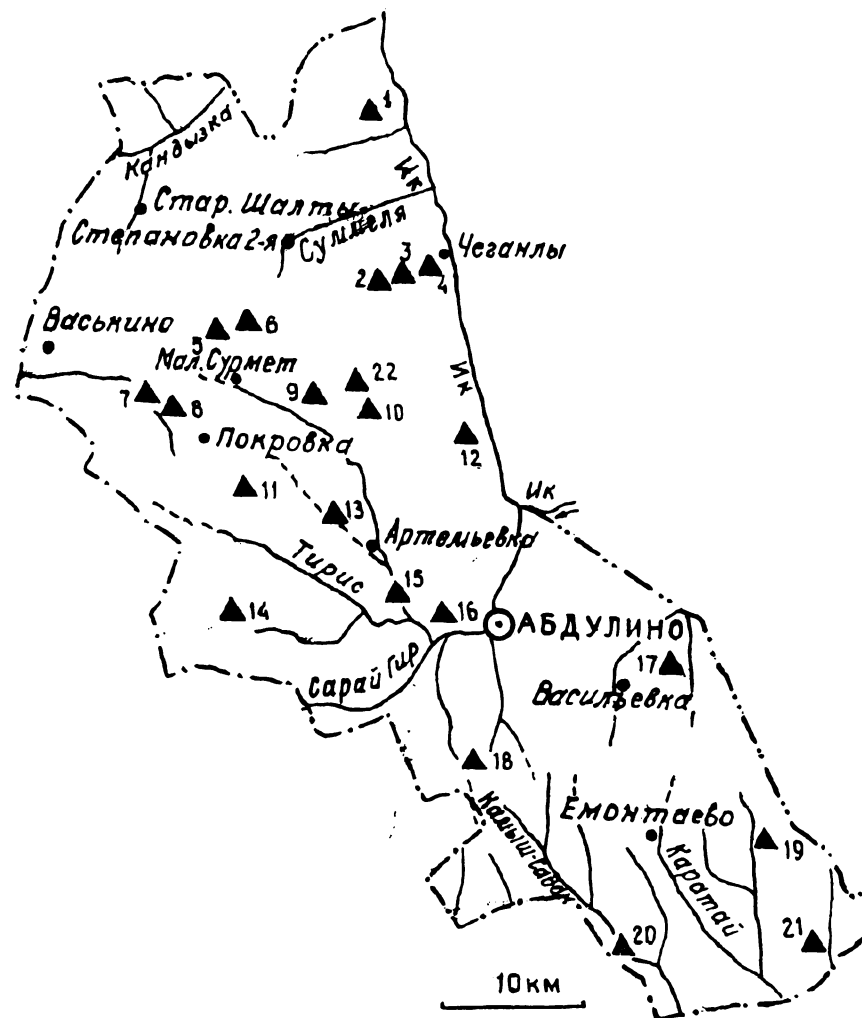 1
Кандызка
Ик
Стар. Шалты
Степановка 2-я
Суммеля
Чеганлы
2
3
4
Васькино
5
6
Мал. Сурмет
Ик
7
8
9
22
10
Покровка
12
11
13
Ик
Артемьевка
Тирис
15
14
16
АБДУЛИНО
Сарай Гир
17
Васильевка
18
Камыш-Садак
Емонтаево
19
Каратай
20
21
10 км